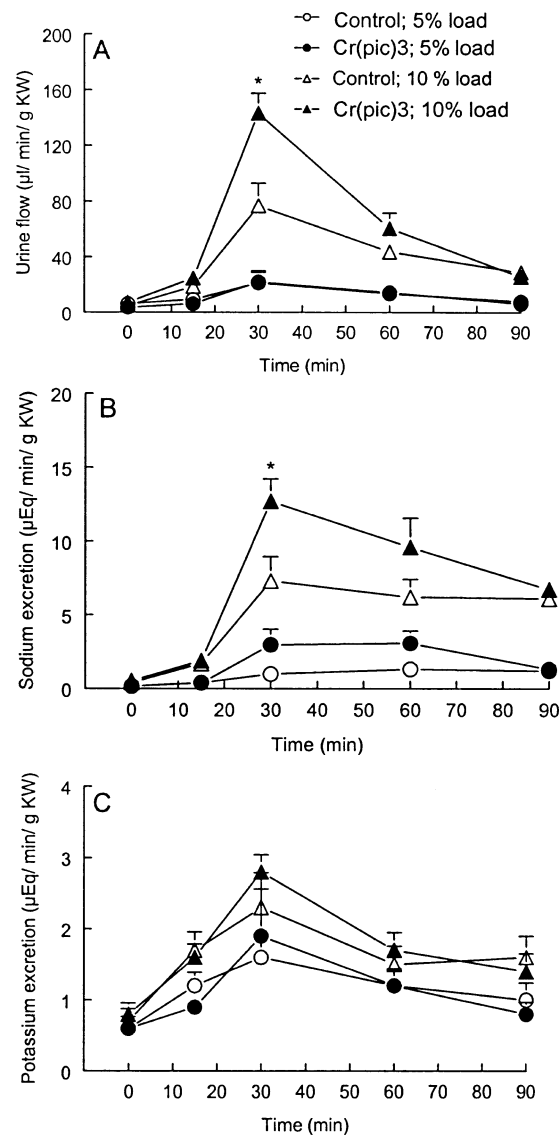 A
Control; 5% load
Cr(pic)3; 5% load
Control; 10 % load
Cr(pic)3; 10% load
*
200
160
120
80
40
0
Urine flow (µl/ min/ g KW)
0 10 20 30 40 50 60 70 80 90
Time (min)
B
*
20
15
10
5
0
Sodium excretion (µEq/ min/ g KW)
0 10 20 30 40 50 60 70 80 90
Time (min)
C
4
3
2
1
0
Potassium excretion (µEq/ min/ g KW)
0 10 20 30 40 50 60 70 80 90
Time (min)